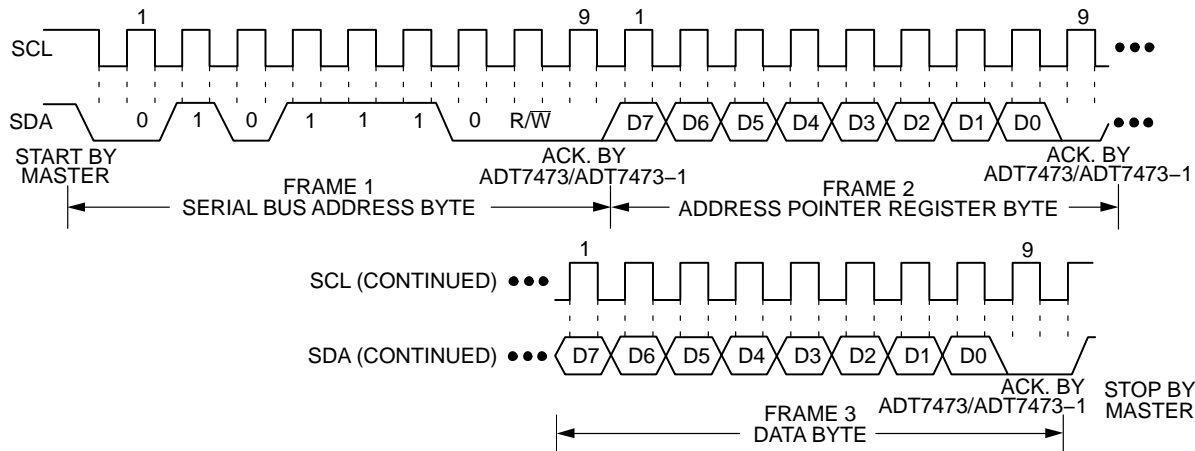 1 9 1 9
SCL
SDA 0 1 0 1 1 1 0 R/W̅ D7 D6 D5 D4 D3 D2 D1 D0
START BY
MASTER
ACK. BY
ADT7473/ADT7473–1
ACK. BY
ADT7473/ADT7473–1
FRAME 1
SERIAL BUS ADDRESS BYTE
FRAME 2
ADDRESS POINTER REGISTER BYTE
1 9
SCL (CONTINUED)
SDA (CONTINUED) D7 D6 D5 D4 D3 D2 D1 D0
ACK. BY
ADT7473/ADT7473–1
STOP BY
MASTER
FRAME 3
DATA BYTE